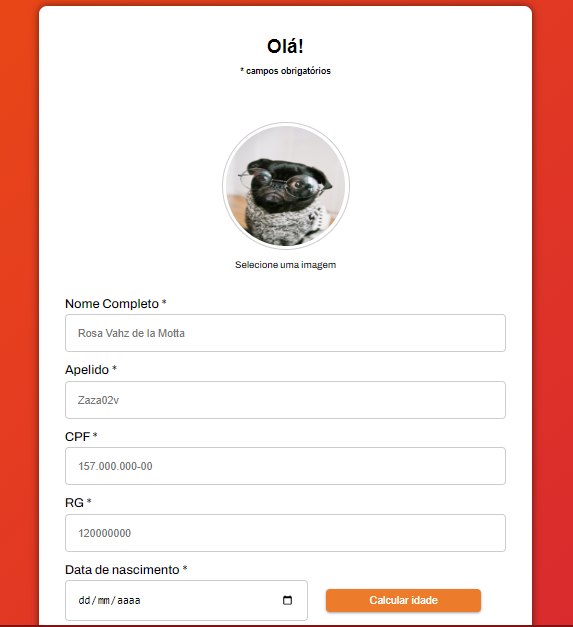 Olá!
* campos obrigatórios
Selecione uma imagem
Nome Completo *
Rosa Vahz de la Motta
Apelido *
Zaza02v
CPF *
157.000.000-00
RG *
120000000
Data de nascimento *
dd/mm/aaaa
Calcular idade